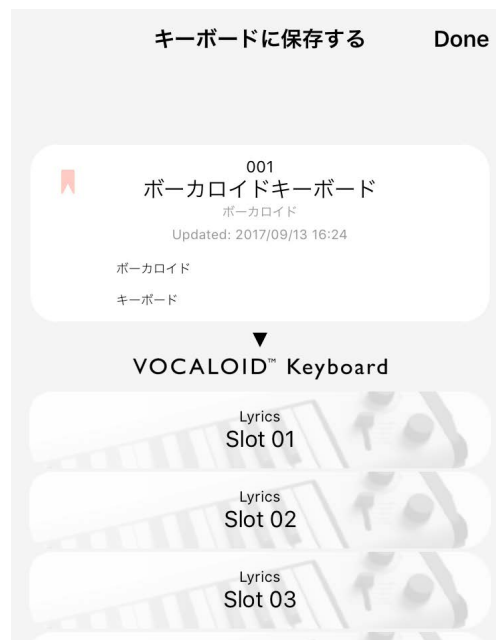 キーボードに保存する Done
001
ボーカロイドキーボード
ボーカロイド
Updated: 2017/09/13 16:24
ボーカロイド
キーボード
▼
VOCALOID™ Keyboard
Lyrics
Slot 01
Lyrics
Slot 02
Lyrics
Slot 03